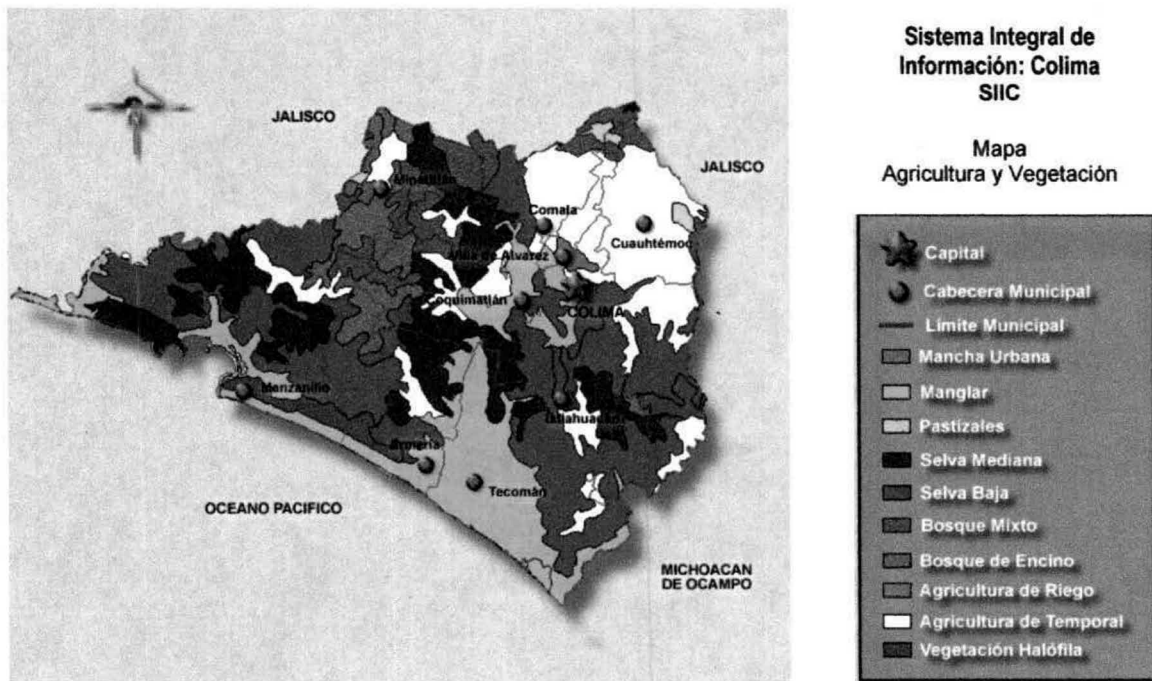 Sistema Integral de
Información: Colima
SIIC
Mapa
Agricultura y Vegetación
JALISCO
JALISCO
Minatitlán
Comala
Cuauhtémoc
Villa de Alvarez
Coquimatlán
COLIMA
Manzanillo
Ixtlahuacán
Armería
Tecomán
OCEANO PACIFICO
MICHOACAN
DE OCAMPO
Capital
Cabecera Municipal
Límite Municipal
Mancha Urbana
Manglar
Pastizales
Selva Mediana
Selva Baja
Bosque Mixto
Bosque de Encino
Agricultura de Riego
Agricultura de Temporal
Vegetación Halófila